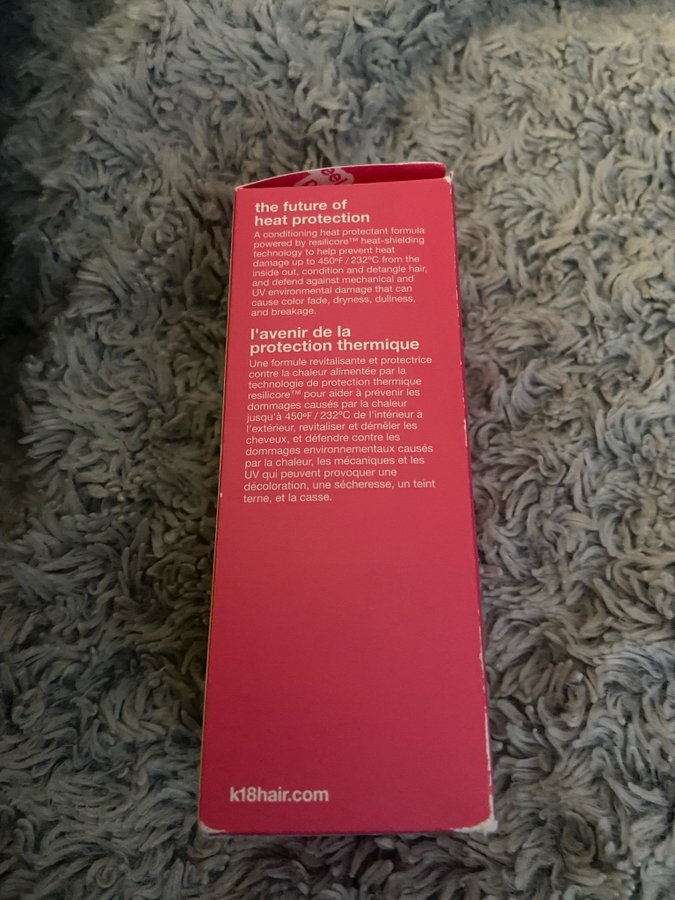 the future of
heat protection
A conditioning heat protectant formula
powered by resilicore™ heat-shielding
technology to help prevent heat
damage up to 450ºF / 232ºC from the
inside out, condition and detangle hair,
and defend against mechanical and
UV environmental damage that can
cause color fade, dryness, dullness,
and breakage.
l'avenir de la
protection thermique
Une formule revitalisante et protectrice
contre la chaleur alimentée par la
technologie de protection thermique
resilicore™ pour aider à prévenir les
dommages causés par la chaleur
jusqu'à 450ºF / 232ºC de l'intérieur à
l'extérieur, revitaliser et démêler les
cheveux, et défendre contre les
dommages environnementaux causés
par la chaleur, les mécaniques et les
UV qui peuvent provoquer une
décoloration, une sécheresse, un teint
terne, et la casse.
k18hair.com